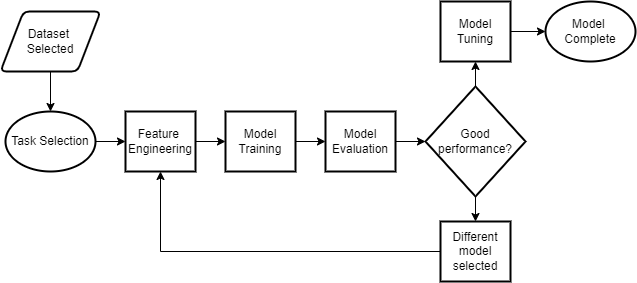 Dataset
Selected
Task Selection
Feature
Engineering
Model
Training
Model
Evaluation
Good
performance?
Model
Tuning
Model
Complete
Different
model
selected